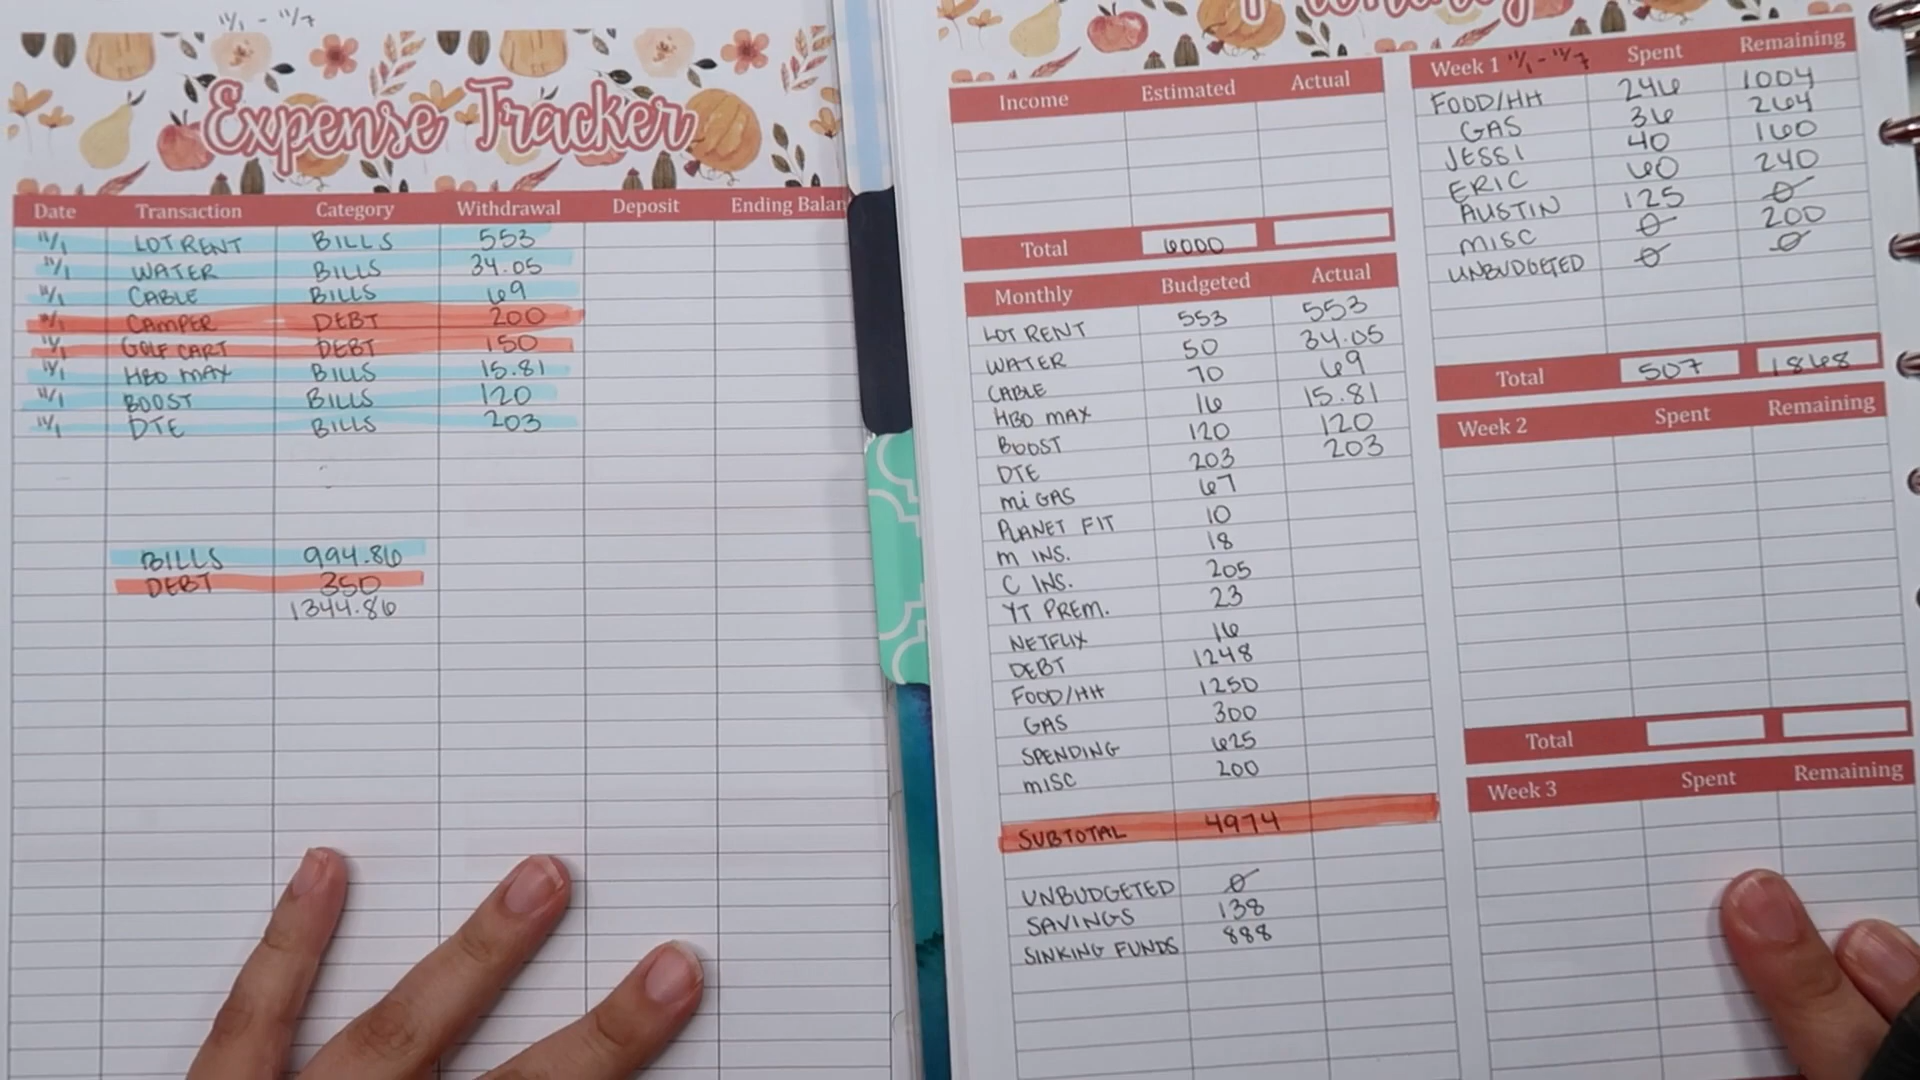 11/1 - 11/7
Expense Tracker
Date Transaction Category Withdrawal Deposit Ending Balan
11/1 LOT RENT BILLS 553
11/1 WATER BILLS 34.05
11/1 CABLE BILLS 69
11/1 CAMPER DEBT 200
11/1 GOLF CART DEBT 150
11/1 HBO MAX BILLS 15.81
11/1 BOOST BILLS 120
11/1 DTE BILLS 203
BILLS 994.86
DEBT 350
1344.86
Income Estimated Actual
Total 6000
Monthly Budgeted Actual
LOT RENT 553 553
WATER 50 34.05
CABLE 70 69
HBO MAX 16 15.81
BOOST 120 120
DTE 203 203
mi GAS 67
PLANET FIT 10
m INS. 18
C INS. 205
YT PREM. 23
NETFLIX 16
DEBT 1248
FOOD/HH 1250
GAS 300
SPENDING 625
mISC 200
SUBTOTAL 4974
UNBUDGETED 0
SAVINGS 138
SINKING FUNDS 888
Week 1 11/1 - 11/7 Spent Remaining
FOOD/HH 246 1004
GAS 36 264
JESSI 40 160
ERIC 60 240
AUSTIN 125 0
mISC 0 200
UNBUDGETED 0 0
Total 507 1868
Week 2 Spent Remaining
Total
Week 3 Spent Remaining